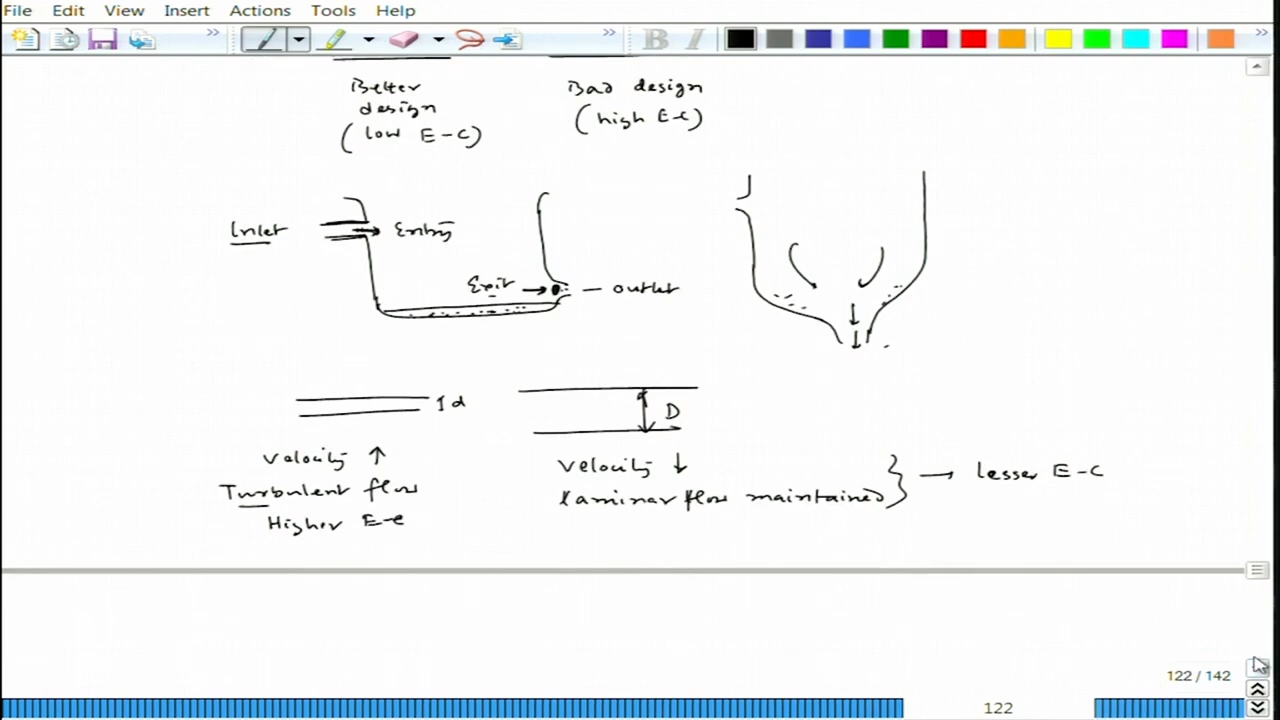 File Edit View Insert Actions Tools Help
B I
Better design
(low E-C)
Bad design
(high E-C)
Inlet
Entry
Exit
outlet
d
D
Velocity ↑
Turbulent flow
Higher E-C
Velocity ↓
laminar flow maintained
→ lesser E-C
122 / 142
122